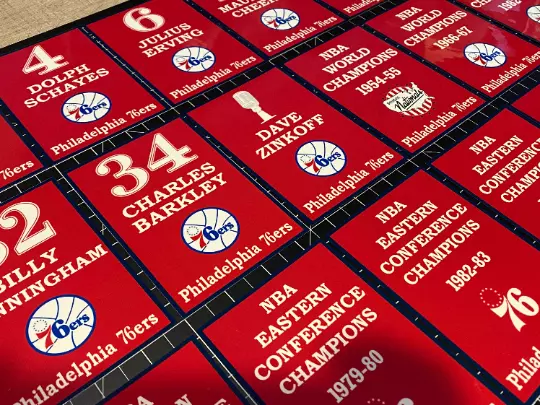 4
DOLPH
SCHAYES
76ers
Philadelphia 76ers
6
JULIUS
ERVING
76ers
Philadelphia 76ers
76ers
Philadelphia 76ers
NBA
WORLD
CHAMPIONS
1966-67
76ers
Philadelphia 76ers
NBA
WORLD
CHAMPIONS
1954-55
Nationals
Philadelphia 76ers
DAVE
ZINKOFF
76ers
Philadelphia 76ers
34
CHARLES
BARKLEY
76ers
Philadelphia 76ers
BILLY
76ers
Philadelphia 76ers
NBA
EASTERN
CONFERENCE
NBA
EASTERN
CONFERENCE
CHAMPIONS
1982-83
76
NBA
EASTERN
CONFERENCE
CHAMPIONS
1979-80